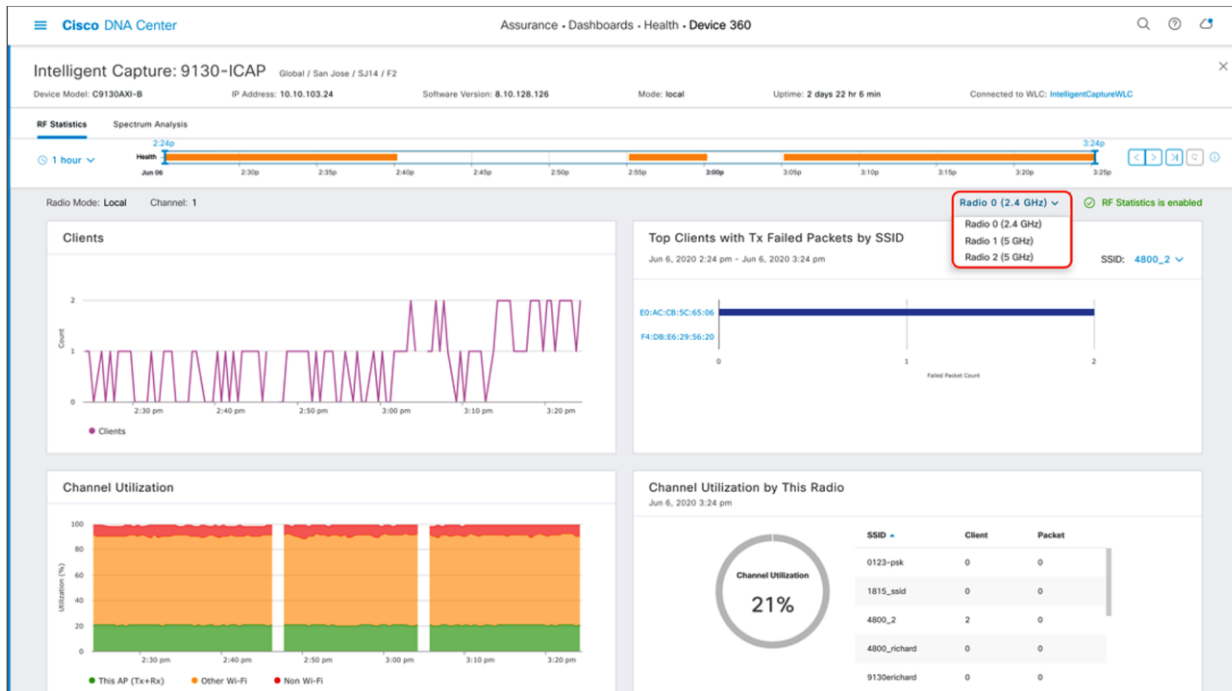 Cisco DNA Center
Assurance • Dashboards • Health • Device 360
Intelligent Capture: 9130-ICAP Global / San Jose / SJ14 / F2
Device Model: C9130AXI-B IP Address: 10.10.103.24 Software Version: 8.10.128.126 Mode: local Uptime: 2 days 22 hr 6 min Connected to WLC: IntelligentCaptureWLC
RF Statistics Spectrum Analysis
2:24p 3:24p
1 hour Health
Jun 06 2:30p 2:35p 2:40p 2:45p 2:50p 2:55p 3:00p 3:05p 3:10p 3:15p 3:20p 3:25p
Radio Mode: Local Channel: 1 Radio 0 (2.4 GHz) RF Statistics is enabled
Radio 0 (2.4 GHz)
Radio 1 (5 GHz)
Radio 2 (5 GHz)
Clients
2
1
0
Count
2:30 pm 2:40 pm 2:50 pm 3:00 pm 3:10 pm 3:20 pm
Clients
Top Clients with Tx Failed Packets by SSID
Jun 6, 2020 2:24 pm - Jun 6, 2020 3:24 pm SSID: 4800_2
E0:AC:CB:5C:65:06
F4:DB:E6:29:56:20
0 1 2
Failed Packet Count
Channel Utilization
100
80
60
40
20
0
Utilization (%)
2:30 pm 2:40 pm 2:50 pm 3:00 pm 3:10 pm 3:20 pm
This AP (Tx+Rx) Other Wi-Fi Non Wi-Fi
Channel Utilization by This Radio
Jun 6, 2020 3:24 pm
Channel Utilization
21%
SSID Client Packet
0123-psk 0 0
1815_ssid 0 0
4800_2 2 0
4800_richard 0 0
9130erichard 0 0